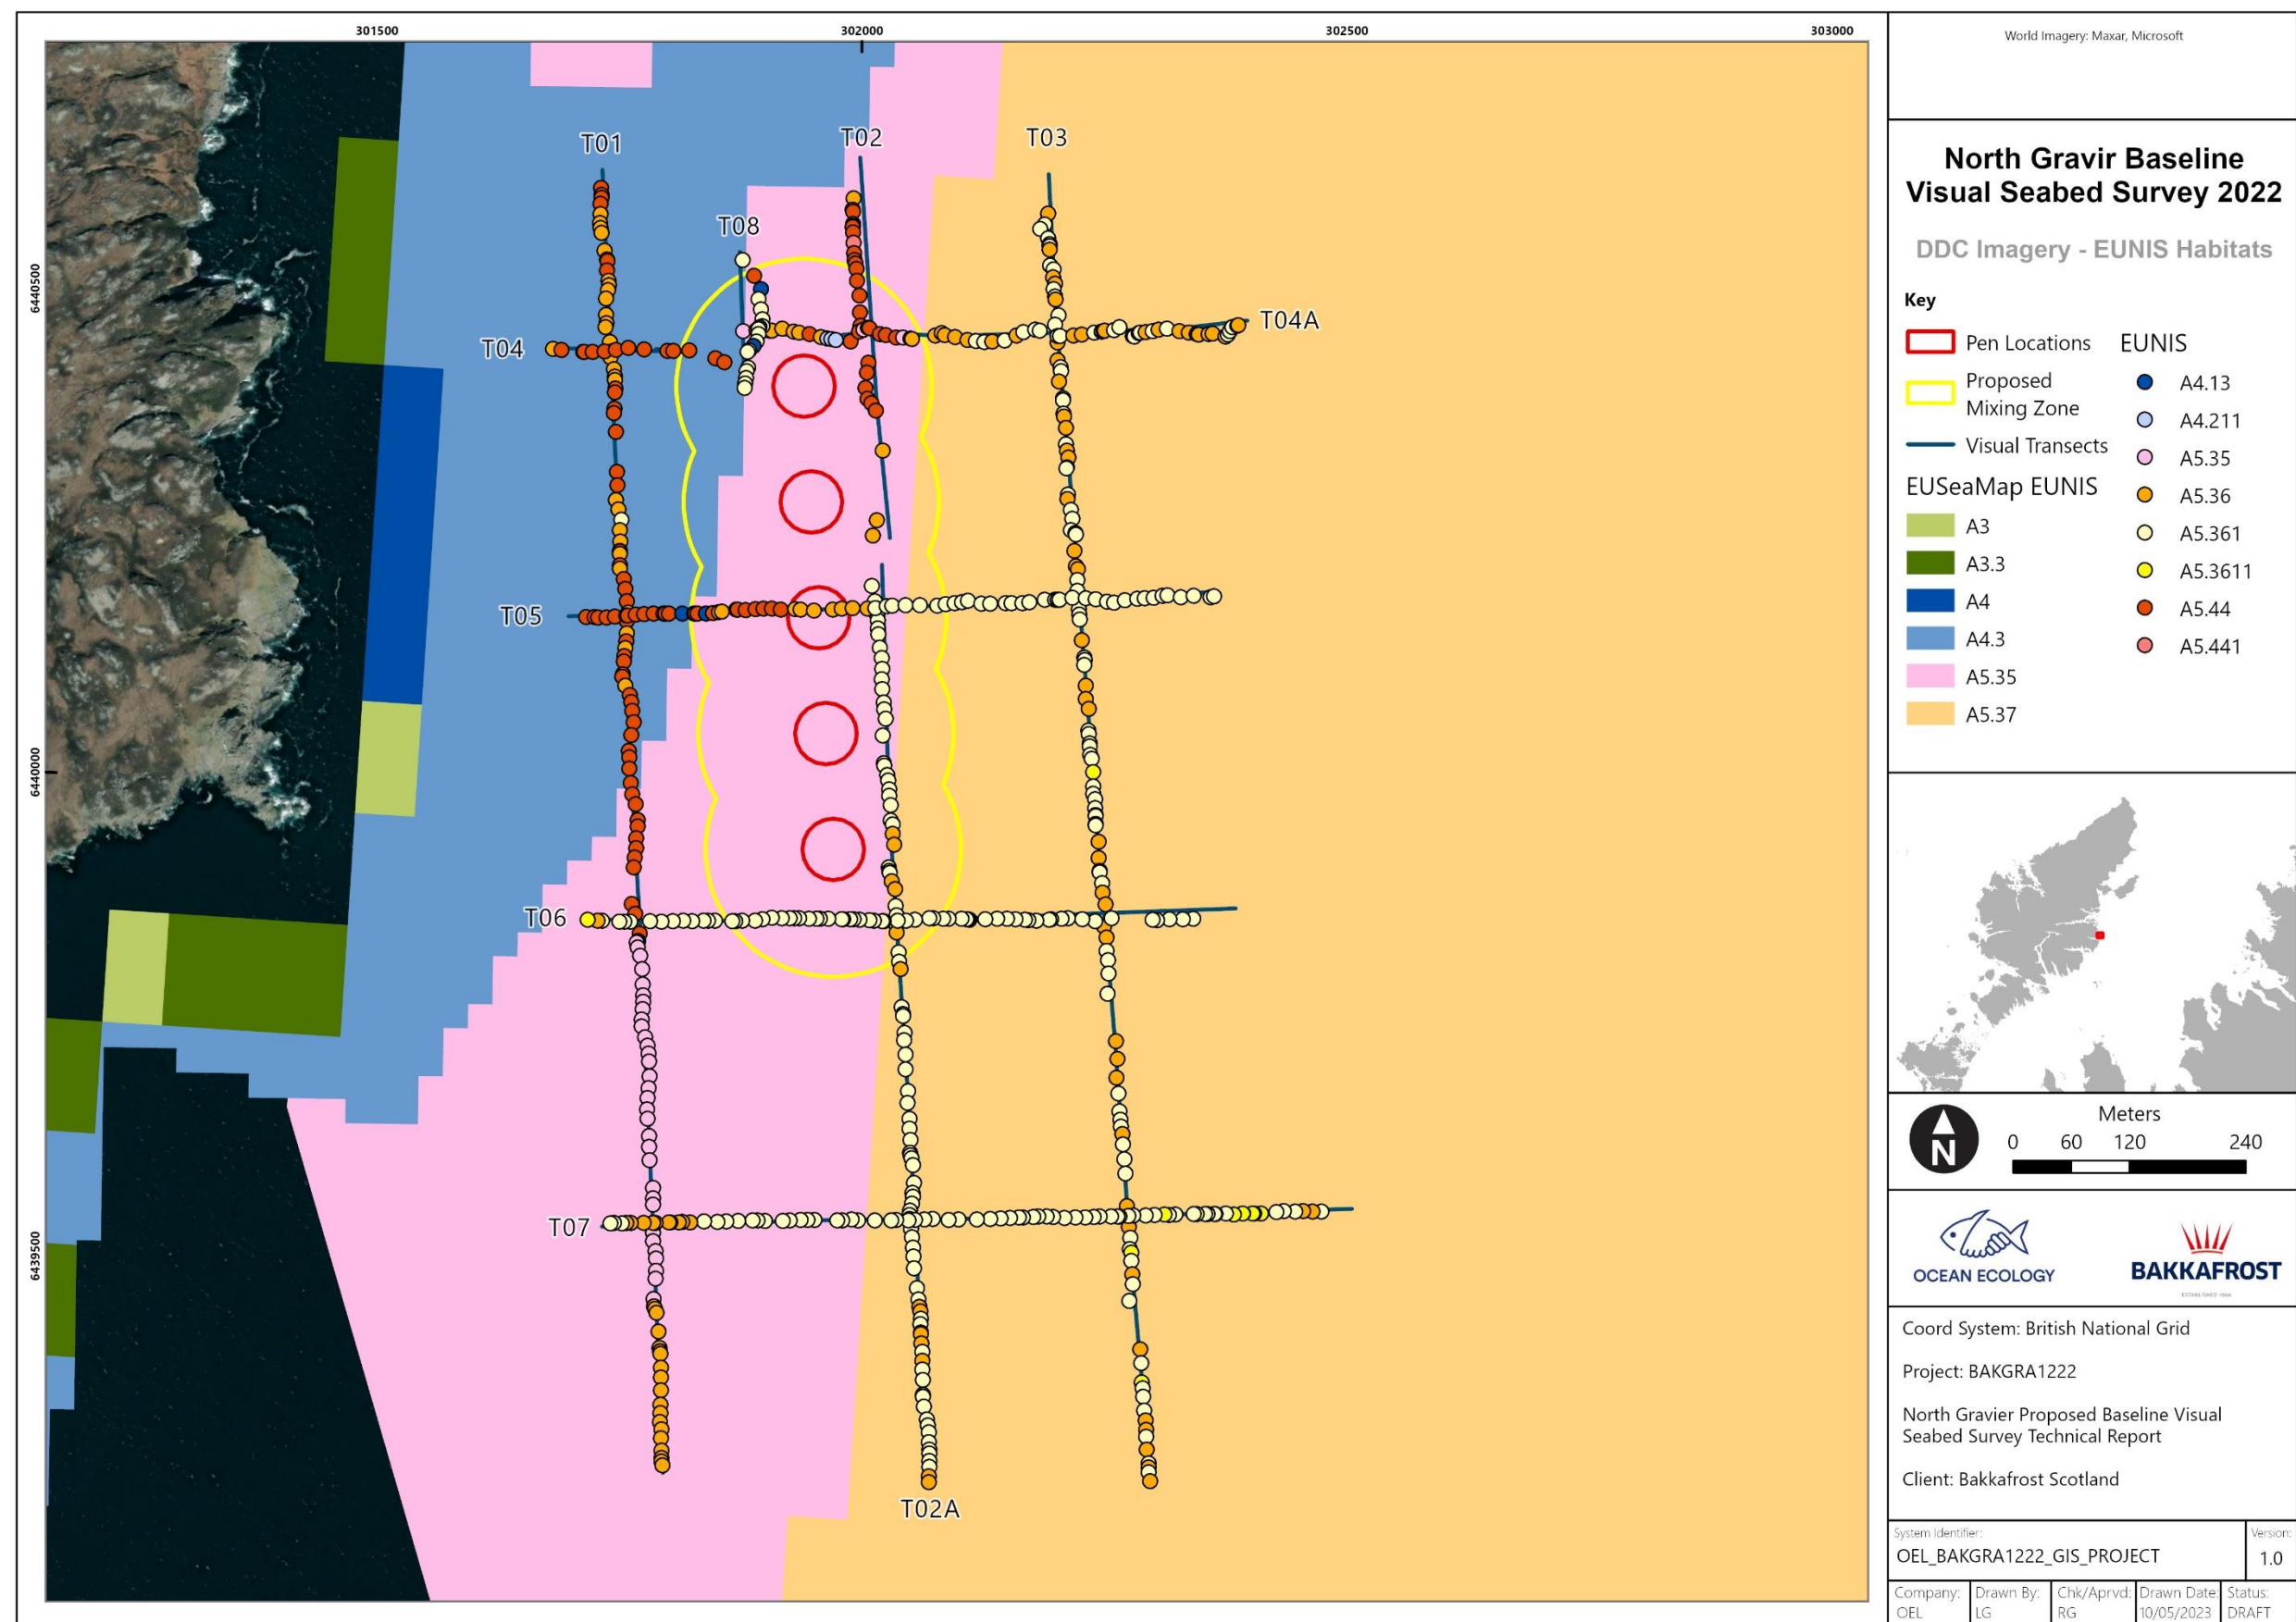 301500
302000
302500
303000
6440500
6440000
6439500
T01
T02
T03
T08
T04
T04A
T05
T06
T07
T02A
World Imagery: Maxar, Microsoft
North Gravir Baseline
Visual Seabed Survey 2022
DDC Imagery - EUNIS Habitats
Key
Pen Locations
Proposed
Mixing Zone
Visual Transects
EUSeaMap EUNIS
A3
A3.3
A4
A4.3
A5.35
A5.37
EUNIS
A4.13
A4.211
A5.35
A5.36
A5.361
A5.3611
A5.44
A5.441
N
Meters
0 60 120 240
OCEAN ECOLOGY
BAKKAFROST
ESTABLISHED 1968
Coord System: British National Grid
Project: BAKGRA1222
North Gravier Proposed Baseline Visual
Seabed Survey Technical Report
Client: Bakkafrost Scotland
System Identifier:
OEL_BAKGRA1222_GIS_PROJECT
Version:
1.0
Company:
OEL
Drawn By:
LG
Chk/Aprvd:
RG
Drawn Date:
10/05/2023
Status:
DRAFT